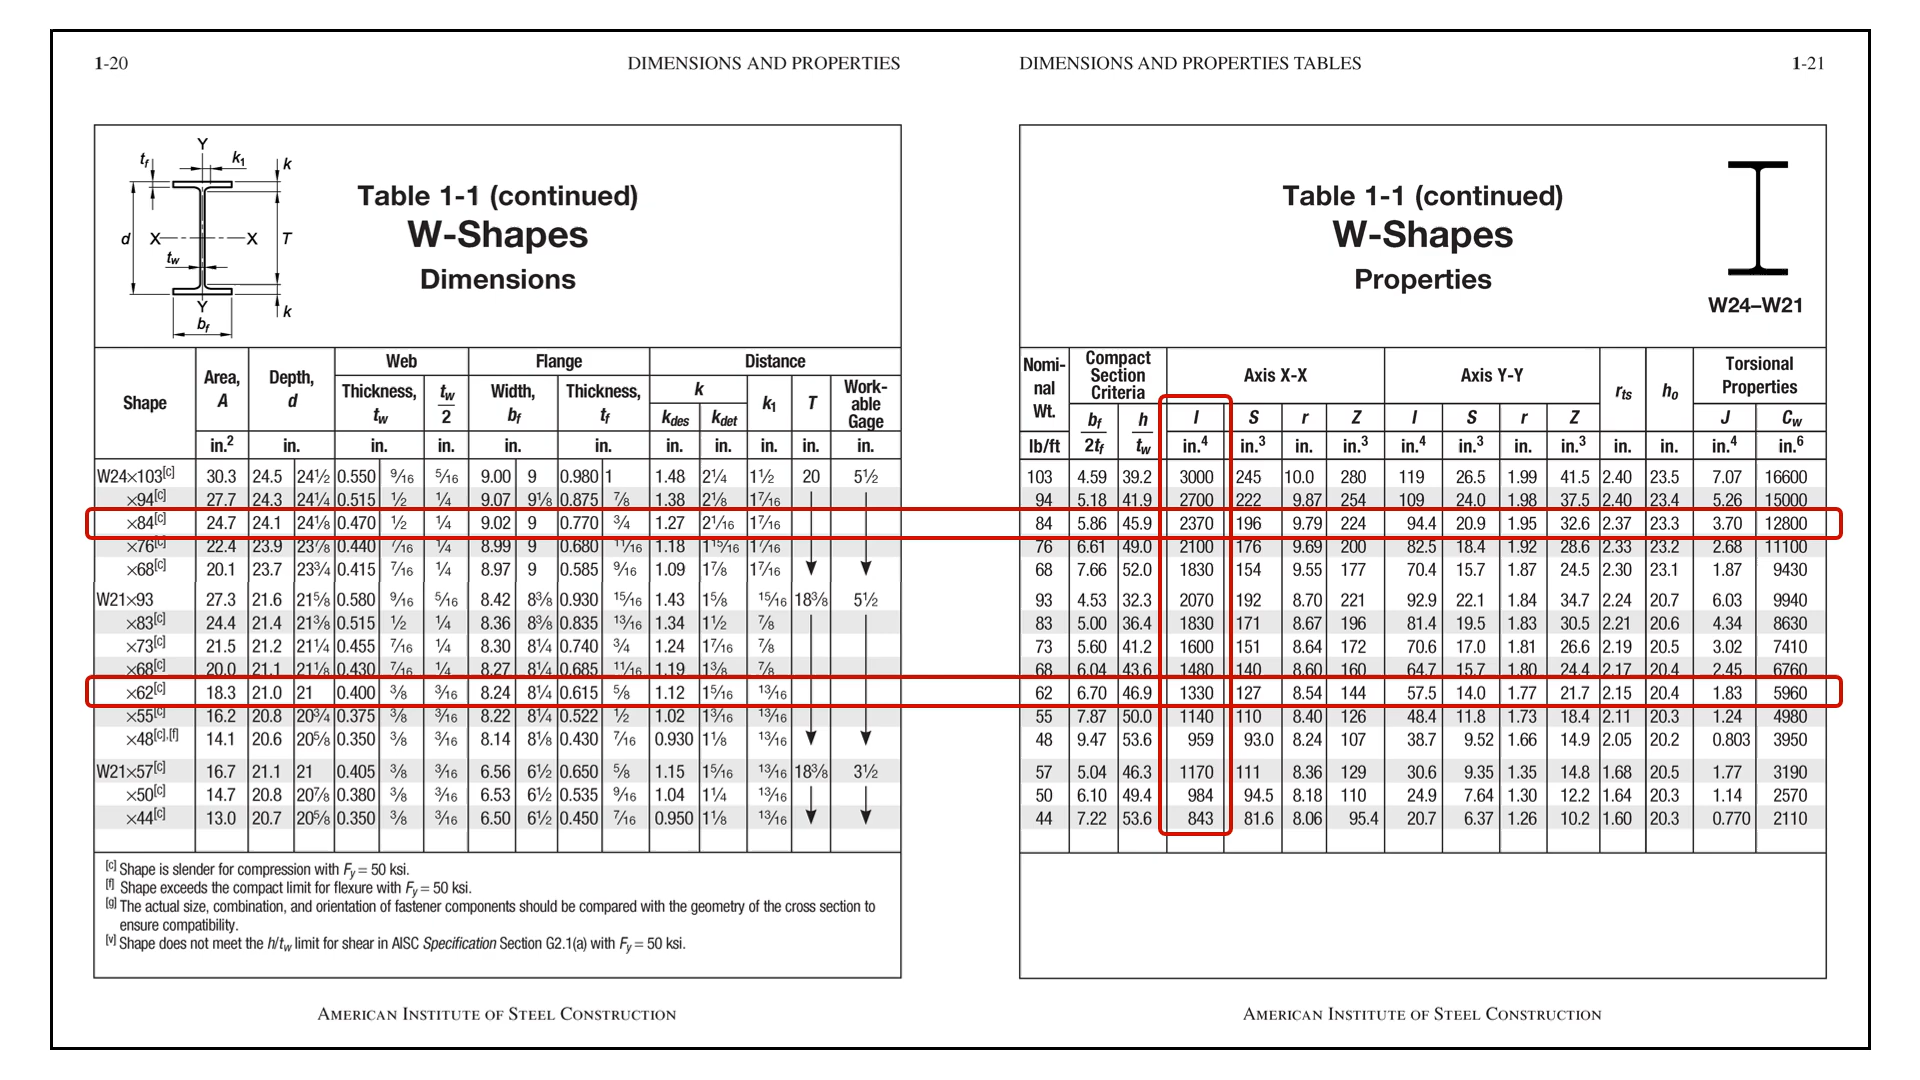 1-20 DIMENSIONS AND PROPERTIES
tf Y k1 k
d X X T
tw
Y k
bf
Table 1-1 (continued)
W-Shapes
Dimensions
Shape Area, A Depth, d Web Flange Distance
Thickness, tw tw/2 Width, bf Thickness, tf k k1 T Work-able Gage
kdes kdet
in.² in. in. in. in. in. in. in. in. in. in.
W24×103[c] 30.3 24.5 24½ 0.550 9/16 5/16 9.00 9 0.980 1 1.48 2¼ 1½ 20 5½
×94[c] 27.7 24.3 24¼ 0.515 ½ ¼ 9.07 9⅛ 0.875 ⅞ 1.38 2⅛ 17/16
×84[c] 24.7 24.1 24⅛ 0.470 ½ ¼ 9.02 9 0.770 ¾ 1.27 21/16 17/16
×76[c] 22.4 23.9 23⅞ 0.440 7/16 ¼ 8.99 9 0.680 11/16 1.18 115/16 17/16
×68[c] 20.1 23.7 23¾ 0.415 7/16 ¼ 8.97 9 0.585 9/16 1.09 1⅞ 17/16
W21×93 27.3 21.6 21⅝ 0.580 9/16 5/16 8.42 8⅜ 0.930 15/16 1.43 1⅝ 15/16 18⅜ 5½
×83[c] 24.4 21.4 21⅜ 0.515 ½ ¼ 8.36 8⅜ 0.835 13/16 1.34 1½ ⅞
×73[c] 21.5 21.2 21¼ 0.455 7/16 ¼ 8.30 8¼ 0.740 ¾ 1.24 17/16 ⅞
×68[c] 20.0 21.1 21⅛ 0.430 7/16 ¼ 8.27 8¼ 0.685 11/16 1.19 1⅜ ⅞
×62[c] 18.3 21.0 21 0.400 ⅜ 3/16 8.24 8¼ 0.615 ⅝ 1.12 15/16 13/16
×55[c] 16.2 20.8 20¾ 0.375 ⅜ 3/16 8.22 8¼ 0.522 ½ 1.02 13/16 13/16
×48[c],[f] 14.1 20.6 20⅝ 0.350 ⅜ 3/16 8.14 8⅛ 0.430 7/16 0.930 1⅛ 13/16
W21×57[c] 16.7 21.1 21 0.405 ⅜ 3/16 6.56 6½ 0.650 ⅝ 1.15 15/16 13/16 18⅜ 3½
×50[c] 14.7 20.8 20⅞ 0.380 ⅜ 3/16 6.53 6½ 0.535 9/16 1.04 1¼ 13/16
×44[c] 13.0 20.7 20⅝ 0.350 ⅜ 3/16 6.50 6½ 0.450 7/16 0.950 1⅛ 13/16
[c] Shape is slender for compression with Fy = 50 ksi.
[f] Shape exceeds the compact limit for flexure with Fy = 50 ksi.
[g] The actual size, combination, and orientation of fastener components should be compared with the geometry of the cross section to
ensure compatibility.
[v] Shape does not meet the h/tw limit for shear in AISC Specification Section G2.1(a) with Fy = 50 ksi.
AMERICAN INSTITUTE OF STEEL CONSTRUCTION
DIMENSIONS AND PROPERTIES TABLES 1-21
Table 1-1 (continued)
W-Shapes
Properties
W24–W21
Nomi-nal Wt. Compact Section Criteria Axis X-X Axis Y-Y rts ho Torsional Properties
bf/2tf h/tw I S r Z I S r Z J Cw
lb/ft in.⁴ in.³ in. in.³ in.⁴ in.³ in. in.³ in. in. in.⁴ in.⁶
103 4.59 39.2 3000 245 10.0 280 119 26.5 1.99 41.5 2.40 23.5 7.07 16600
94 5.18 41.9 2700 222 9.87 254 109 24.0 1.98 37.5 2.40 23.4 5.26 15000
84 5.86 45.9 2370 196 9.79 224 94.4 20.9 1.95 32.6 2.37 23.3 3.70 12800
76 6.61 49.0 2100 176 9.69 200 82.5 18.4 1.92 28.6 2.33 23.2 2.68 11100
68 7.66 52.0 1830 154 9.55 177 70.4 15.7 1.87 24.5 2.30 23.1 1.87 9430
93 4.53 32.3 2070 192 8.70 221 92.9 22.1 1.84 34.7 2.24 20.7 6.03 9940
83 5.00 36.4 1830 171 8.67 196 81.4 19.5 1.83 30.5 2.21 20.6 4.34 8630
73 5.60 41.2 1600 151 8.64 172 70.6 17.0 1.81 26.6 2.19 20.5 3.02 7410
68 6.04 43.6 1480 140 8.60 160 64.7 15.7 1.80 24.4 2.17 20.4 2.45 6760
62 6.70 46.9 1330 127 8.54 144 57.5 14.0 1.77 21.7 2.15 20.4 1.83 5960
55 7.87 50.0 1140 110 8.40 126 48.4 11.8 1.73 18.4 2.11 20.3 1.24 4980
48 9.47 53.6 959 93.0 8.24 107 38.7 9.52 1.66 14.9 2.05 20.2 0.803 3950
57 5.04 46.3 1170 111 8.36 129 30.6 9.35 1.35 14.8 1.68 20.5 1.77 3190
50 6.10 49.4 984 94.5 8.18 110 24.9 7.64 1.30 12.2 1.64 20.3 1.14 2570
44 7.22 53.6 843 81.6 8.06 95.4 20.7 6.37 1.26 10.2 1.60 20.3 0.770 2110
AMERICAN INSTITUTE OF STEEL CONSTRUCTION